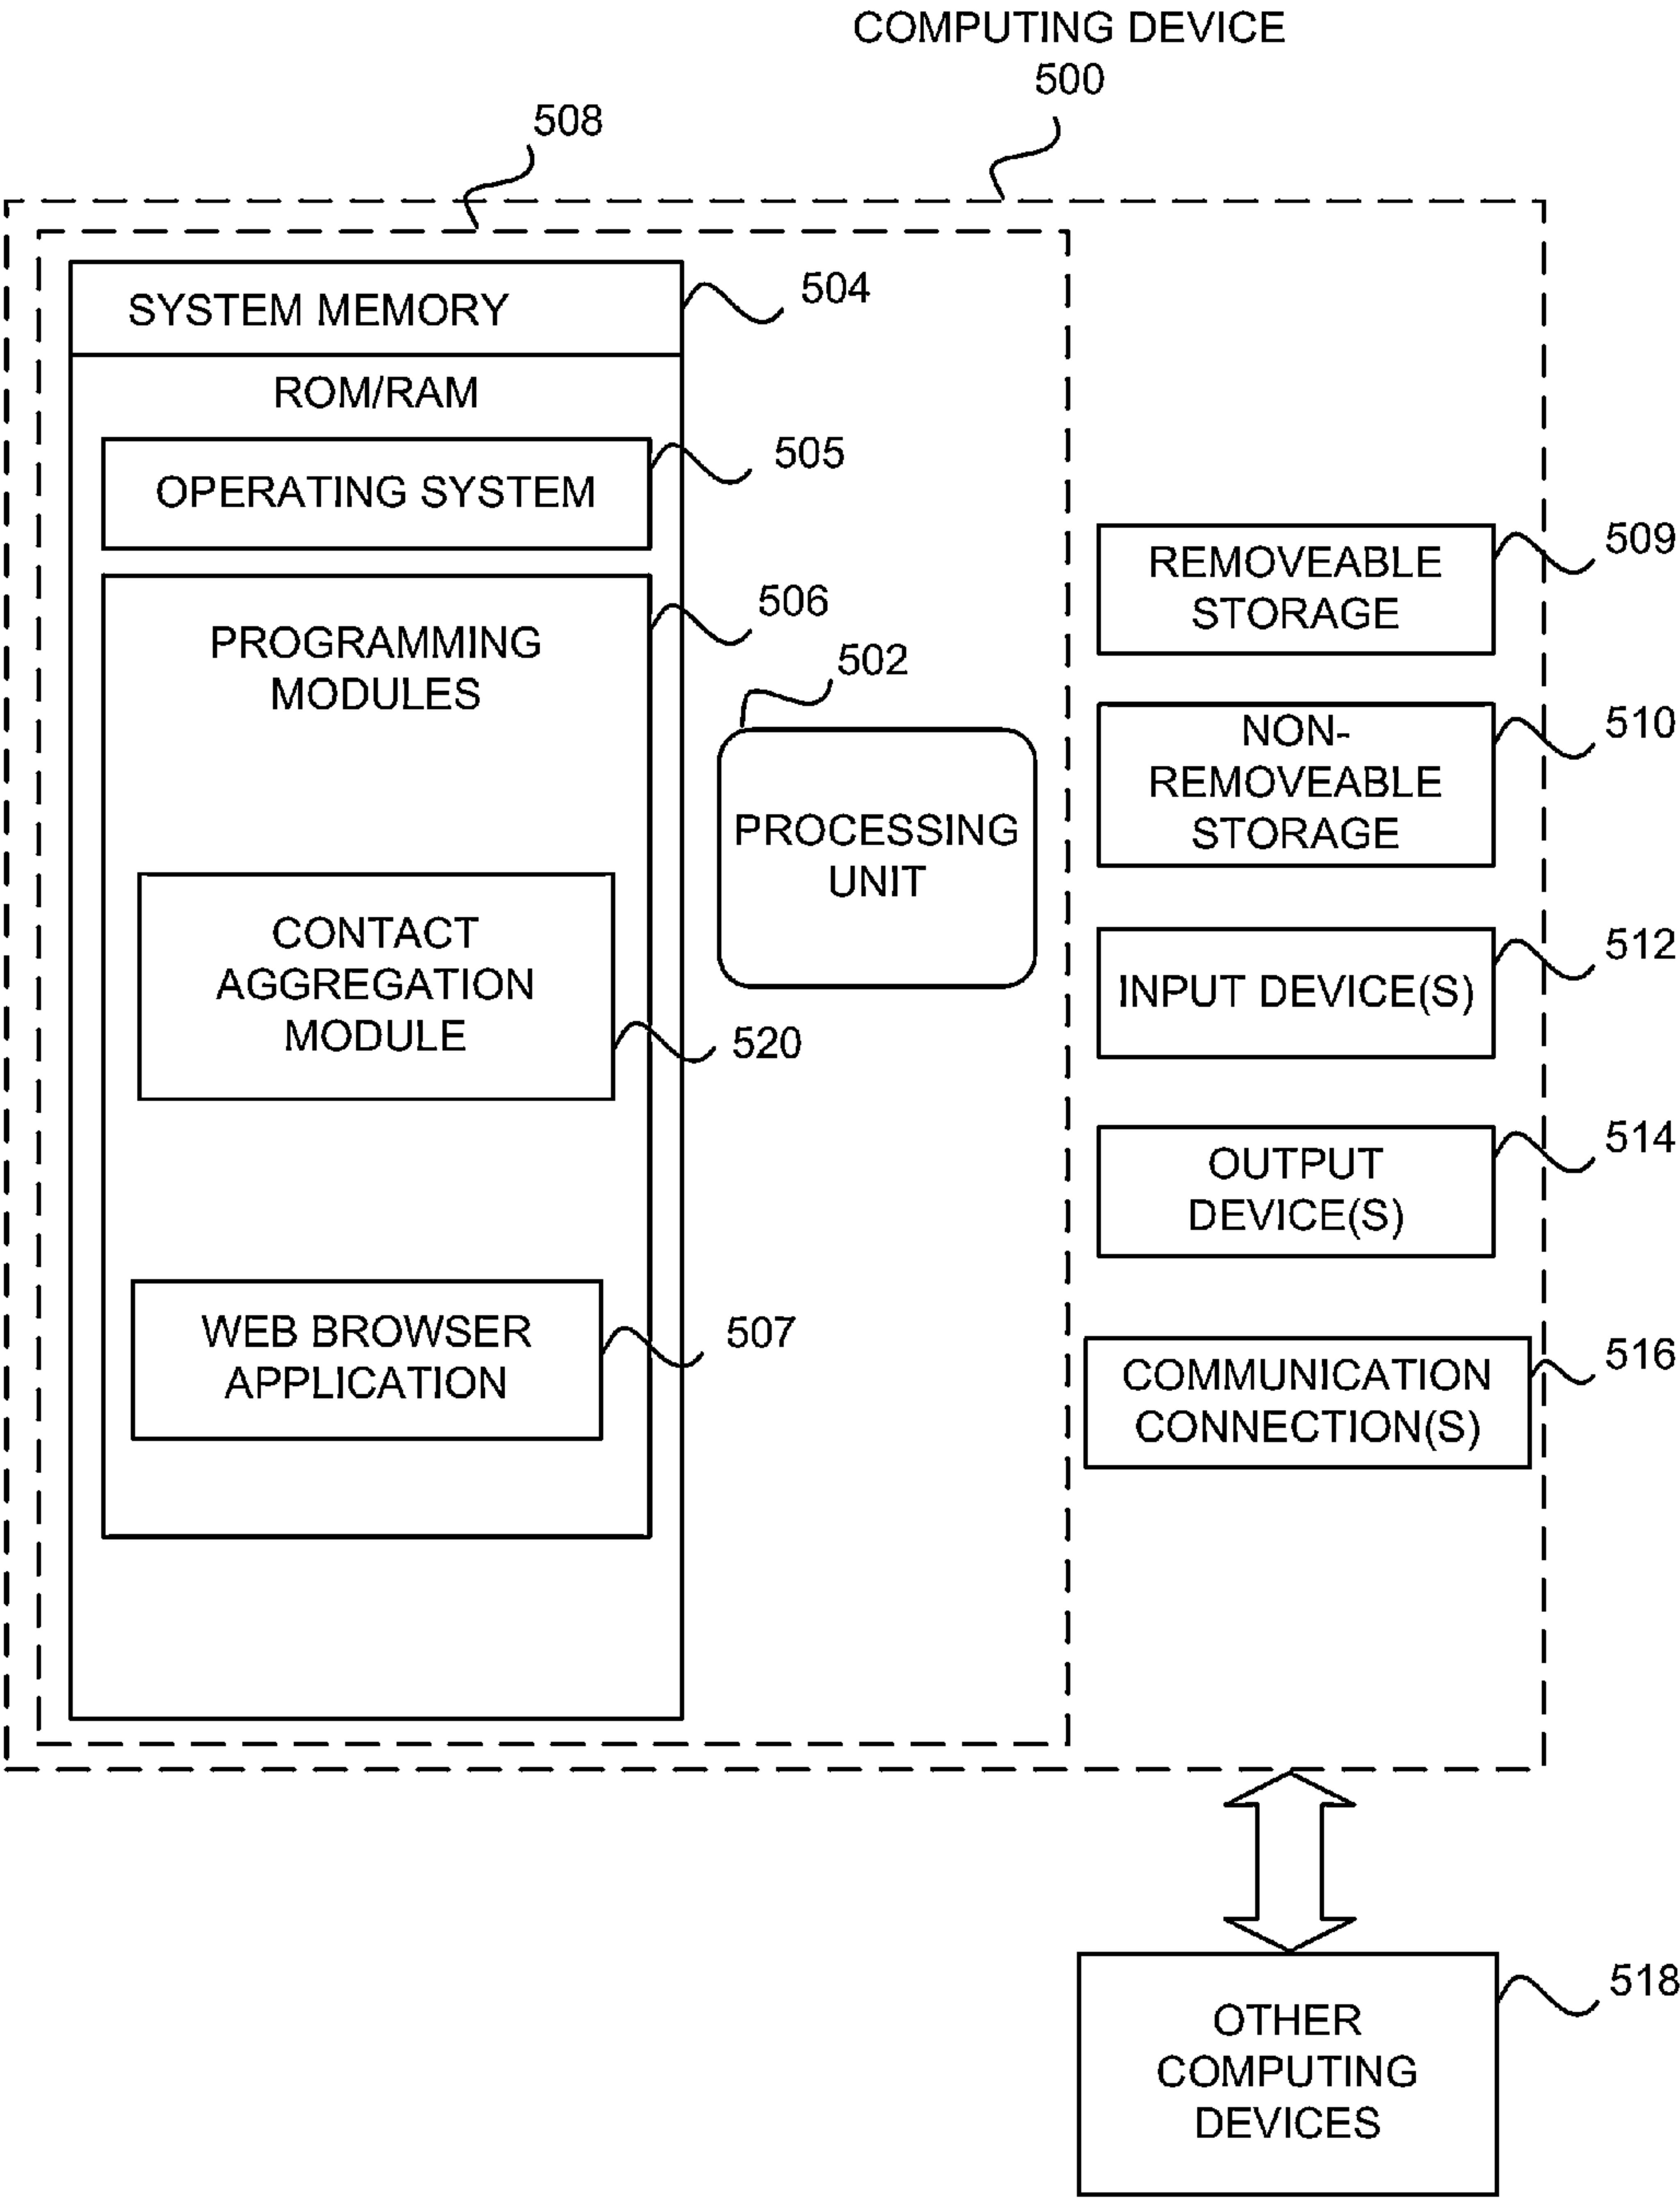 COMPUTING DEVICE
500
508
SYSTEM MEMORY
504
ROM/RAM
OPERATING SYSTEM
505
PROGRAMMING
MODULES
506
CONTACT
AGGREGATION
MODULE
520
WEB BROWSER
APPLICATION
507
502
PROCESSING
UNIT
REMOVEABLE
STORAGE
509
NON-
REMOVEABLE
STORAGE
510
INPUT DEVICE(S)
512
OUTPUT
DEVICE(S)
514
COMMUNICATION
CONNECTION(S)
516
OTHER
COMPUTING
DEVICES
518